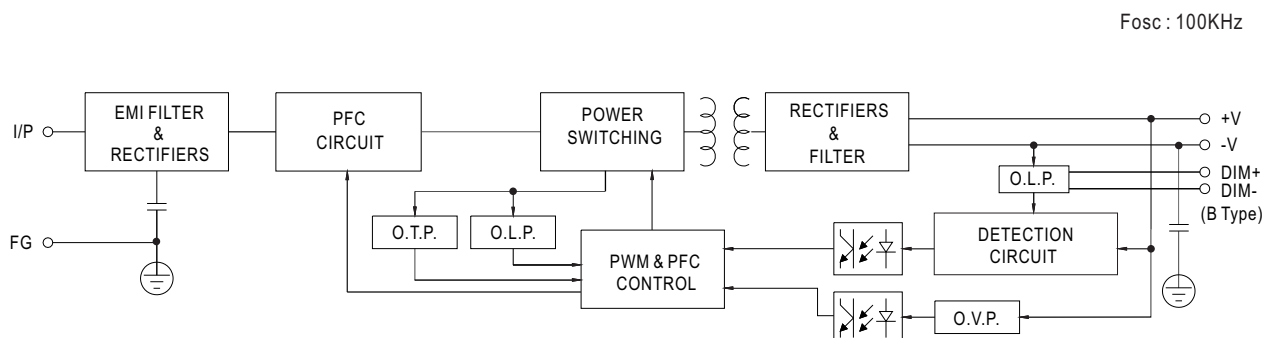 Fosc : 100KHz
I/P
EMI FILTER
&
RECTIFIERS
PFC
CIRCUIT
POWER
SWITCHING
RECTIFIERS
&
FILTER
+V
-V
DIM+
DIM-
(B Type)
O.L.P.
FG
O.T.P.
O.L.P.
PWM & PFC
CONTROL
DETECTION
CIRCUIT
O.V.P.